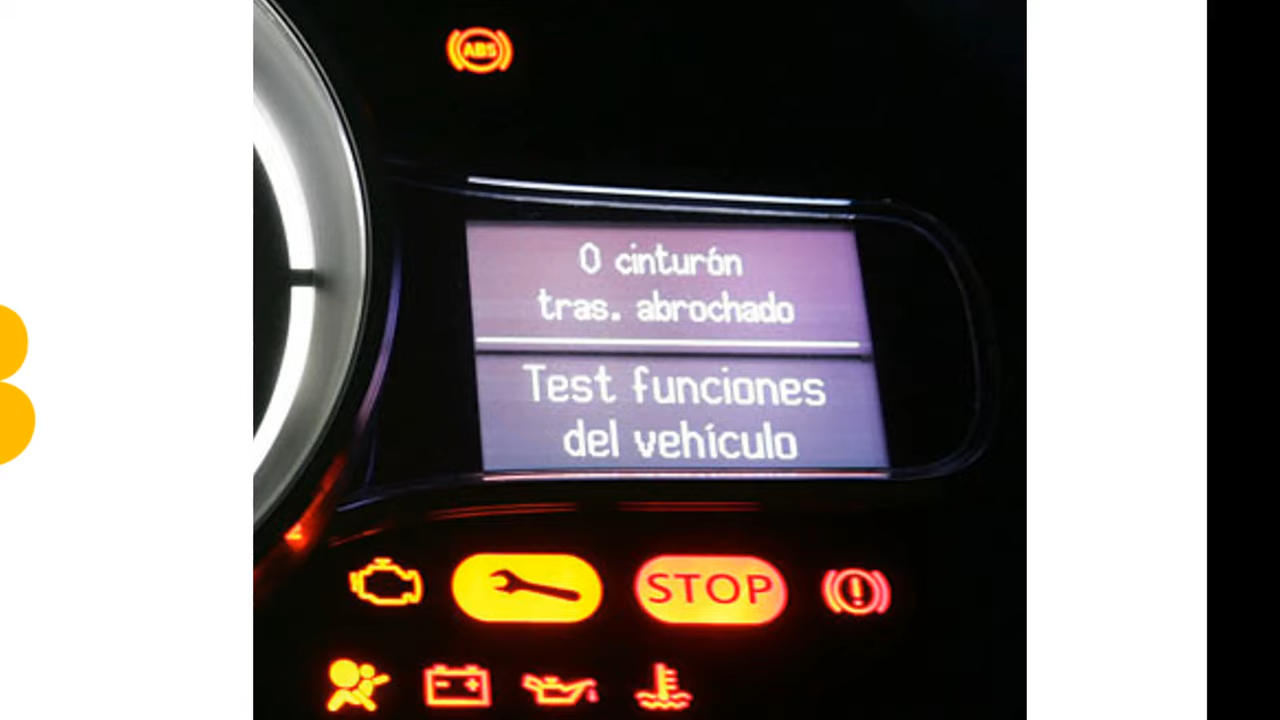 ABS
0 cinturón
tras. abrochado
Test funciones
del vehículo
STOP